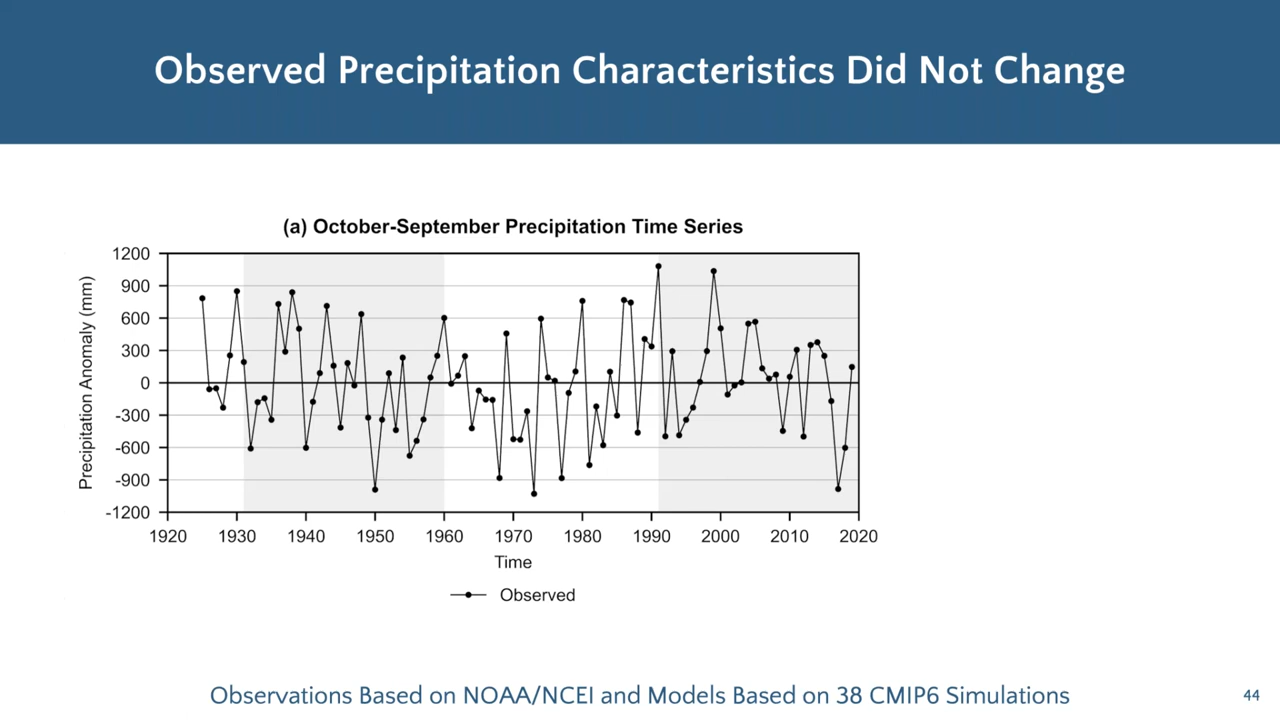 Observed Precipitation Characteristics Did Not Change
(a) October-September Precipitation Time Series
Precipitation Anomaly (mm)
1200
900
600
300
0
-300
-600
-900
-1200
1920 1930 1940 1950 1960 1970 1980 1990 2000 2010 2020
Time
Observed
Observations Based on NOAA/NCEI and Models Based on 38 CMIP6 Simulations
44